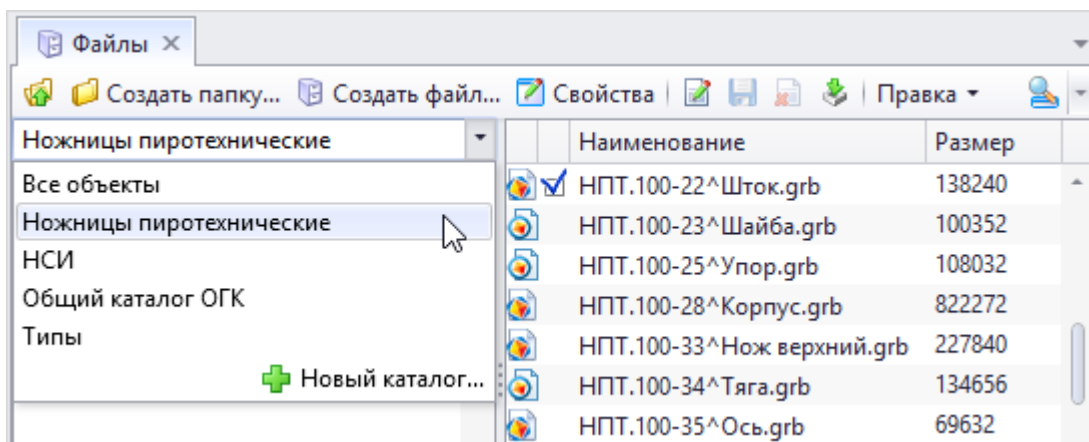 Файлы
Создать папку... Создать файл... Свойства Правка
Ножницы пиротехнические
Все объекты
Ножницы пиротехнические
НСИ
Общий каталог ОГК
Типы
Новый каталог...
Наименование Размер
НПТ.100-22^Шток.grb 138240
НПТ.100-23^Шайба.grb 100352
НПТ.100-25^Упор.grb 108032
НПТ.100-28^Корпус.grb 822272
НПТ.100-33^Нож верхний.grb 227840
НПТ.100-34^Тяга.grb 134656
НПТ.100-35^Ось.grb 69632